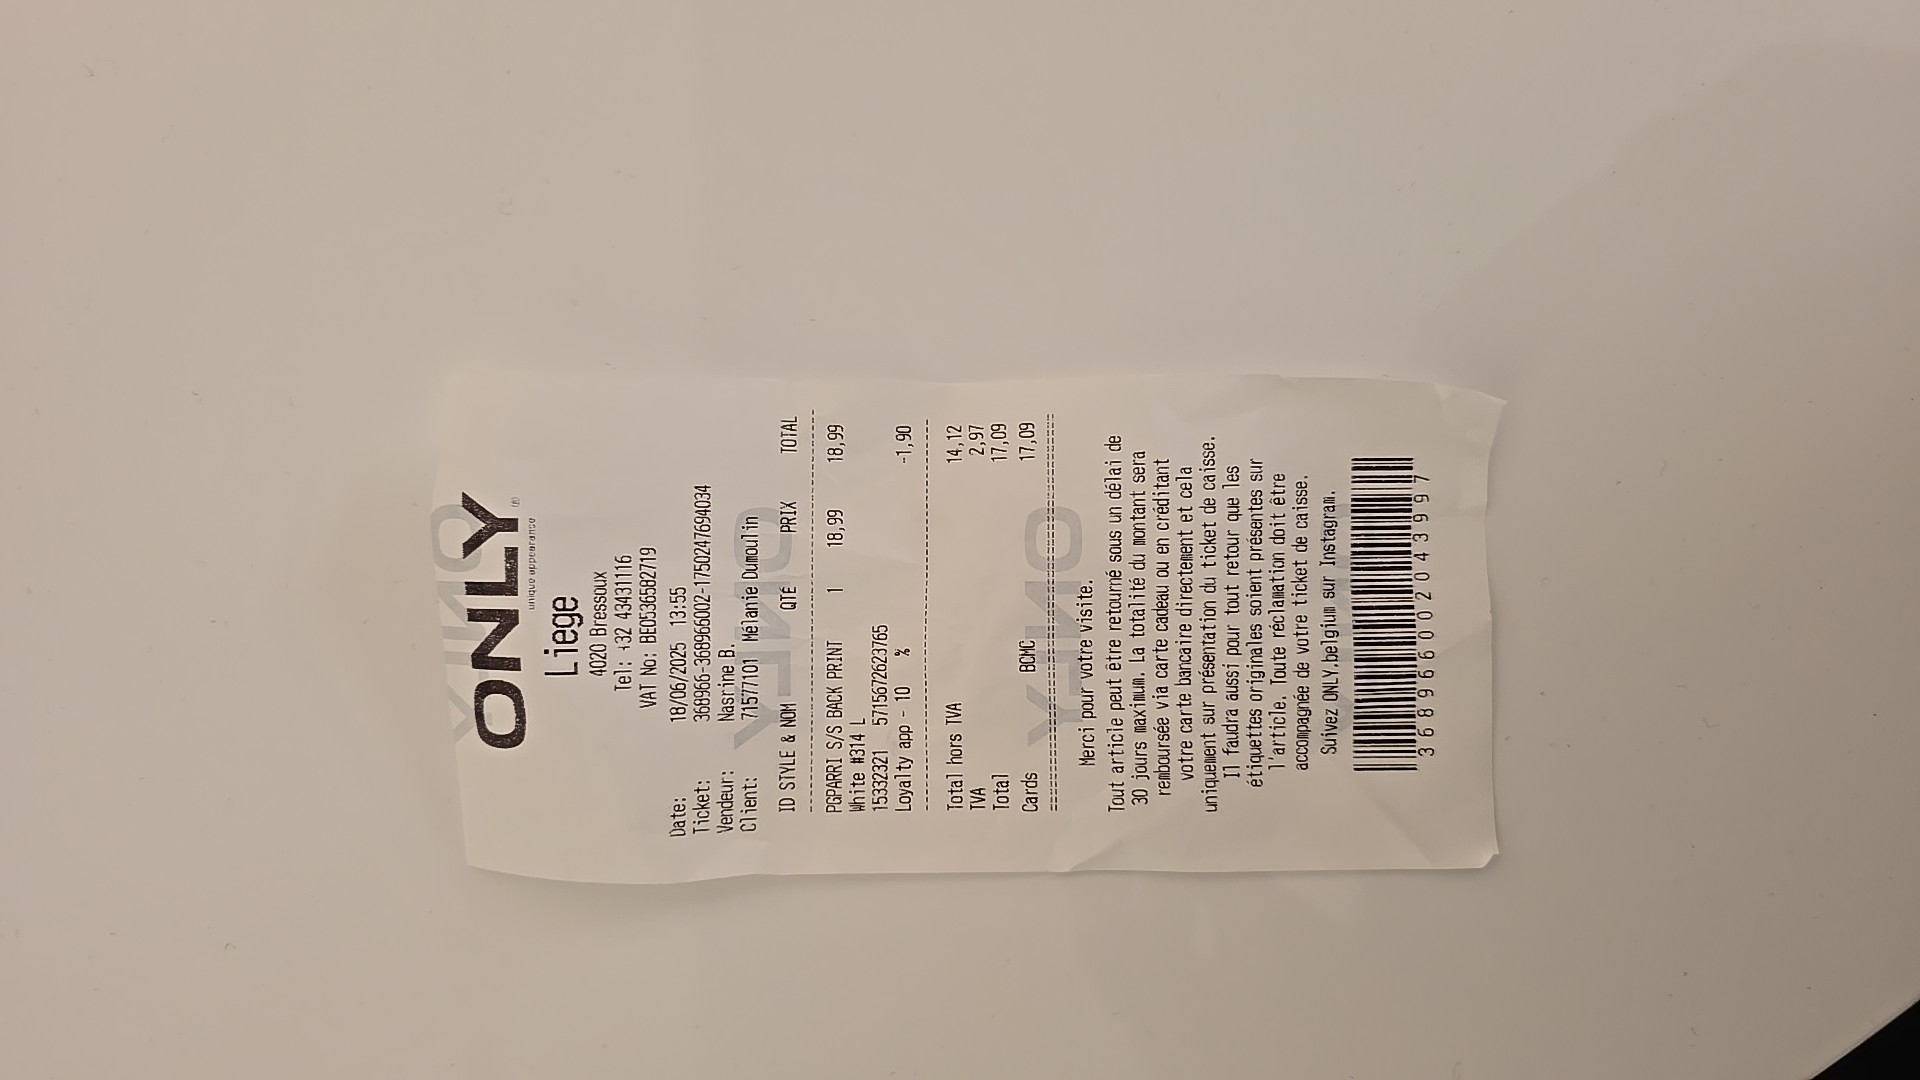 ONLY
unique appearance
Liege
4020 Bressoux
Tel: +32 43431116
VAT No: BE0536582719
Date: 18/06/2025 13:55
Ticket: 368966-368966002-1750247694034
Vendeur: Nasrine B.
Client: 71577101 Mélanie Dumoulin
ID STYLE & NOM QTÉ PRIX TOTAL
PGPARRI S/S BACK PRINT 1 18,99 18,99
White #314 L
15332321 5715672623765
Loyalty app - 10 % -1,90
Total hors TVA 14,12
TVA 2,97
Total 17,09
Cards BCMC 17,09
Merci pour votre visite.
Tout article peut être retourné sous un délai de
30 jours maximum. La totalité du montant sera
remboursée via carte cadeau ou en créditant
votre carte bancaire directement et cela
uniquement sur présentation du ticket de caisse.
Il faudra aussi pour tout retour que les
étiquettes originales soient présentes sur
l'article. Toute réclamation doit être
accompagnée de votre ticket de caisse.
Suivez ONLY.belgium sur Instagram.
368966002043997